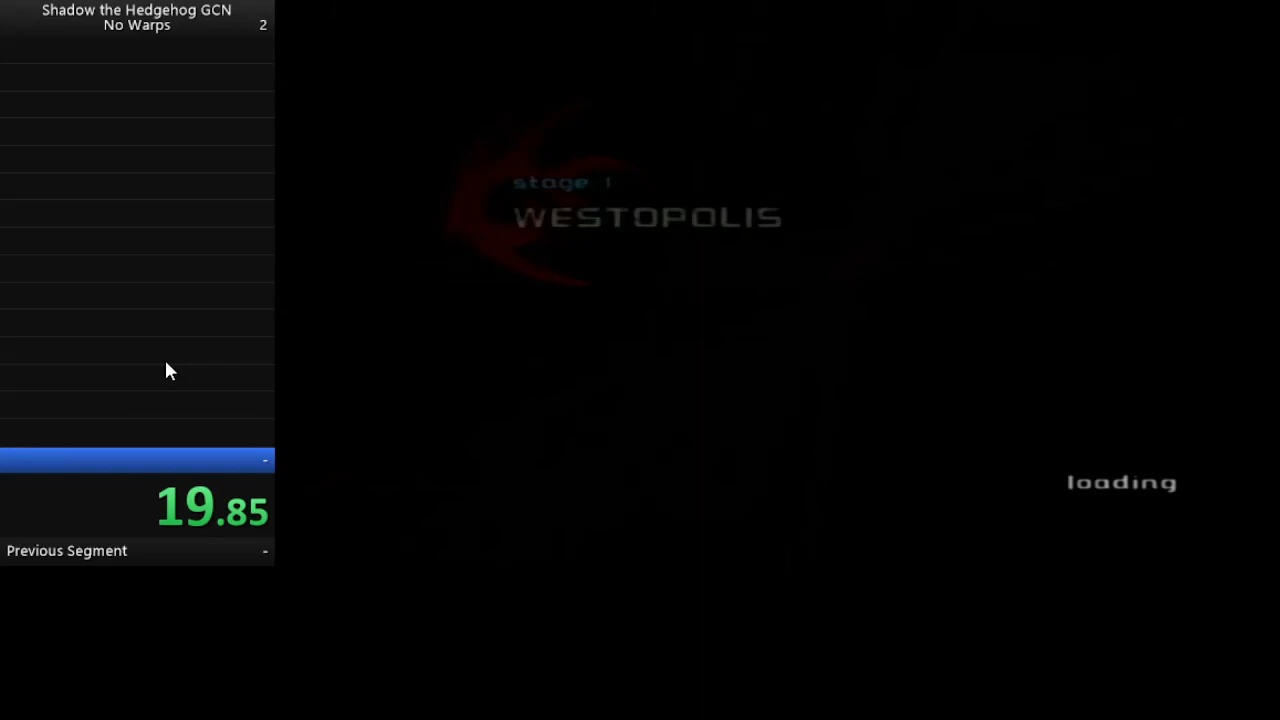 Shadow the Hedgehog GCN
No Warps 2
stage 1
WESTOPOLIS
-
19.85
loading
Previous Segment -